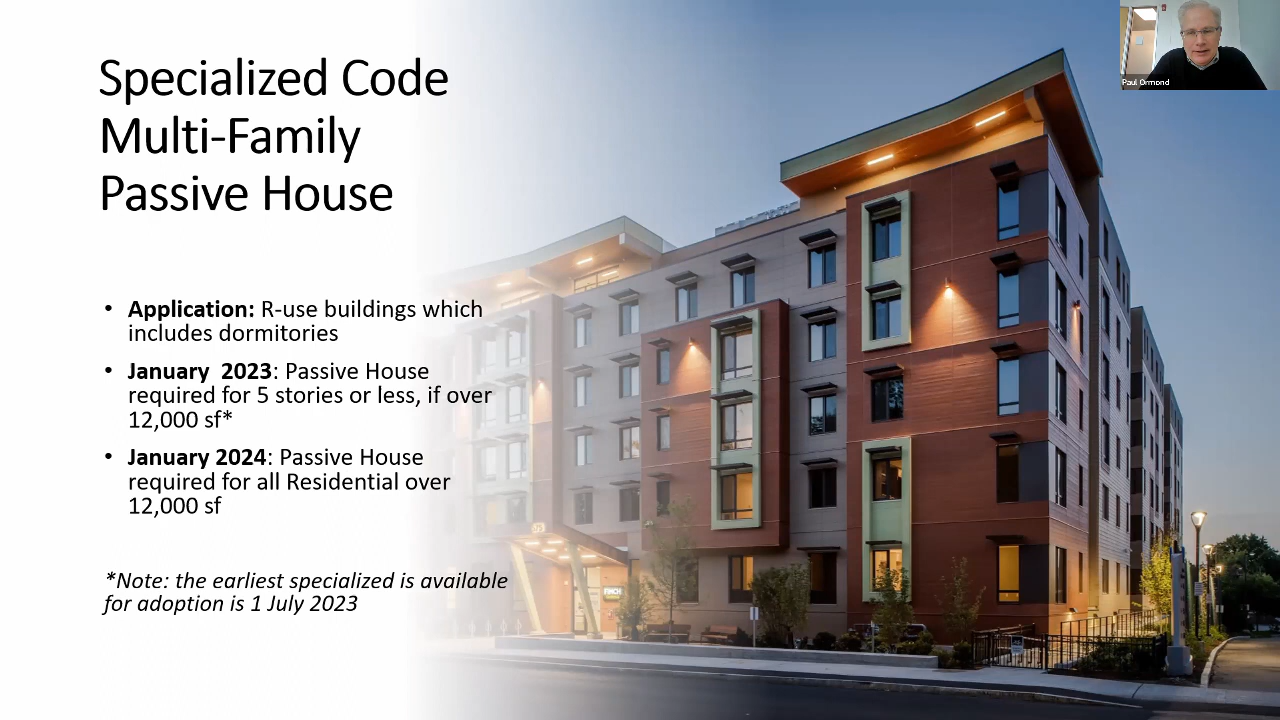 Specialized Code
Multi-Family
Passive House
• Application: R-use buildings which
includes dormitories
• January  2023: Passive House
required for 5 stories or less, if over
12,000 sf*
• January 2024: Passive House
required for all Residential over
12,000 sf
*Note: the earliest specialized is available
for adoption is 1 July 2023
Paul Ormond
FINCH